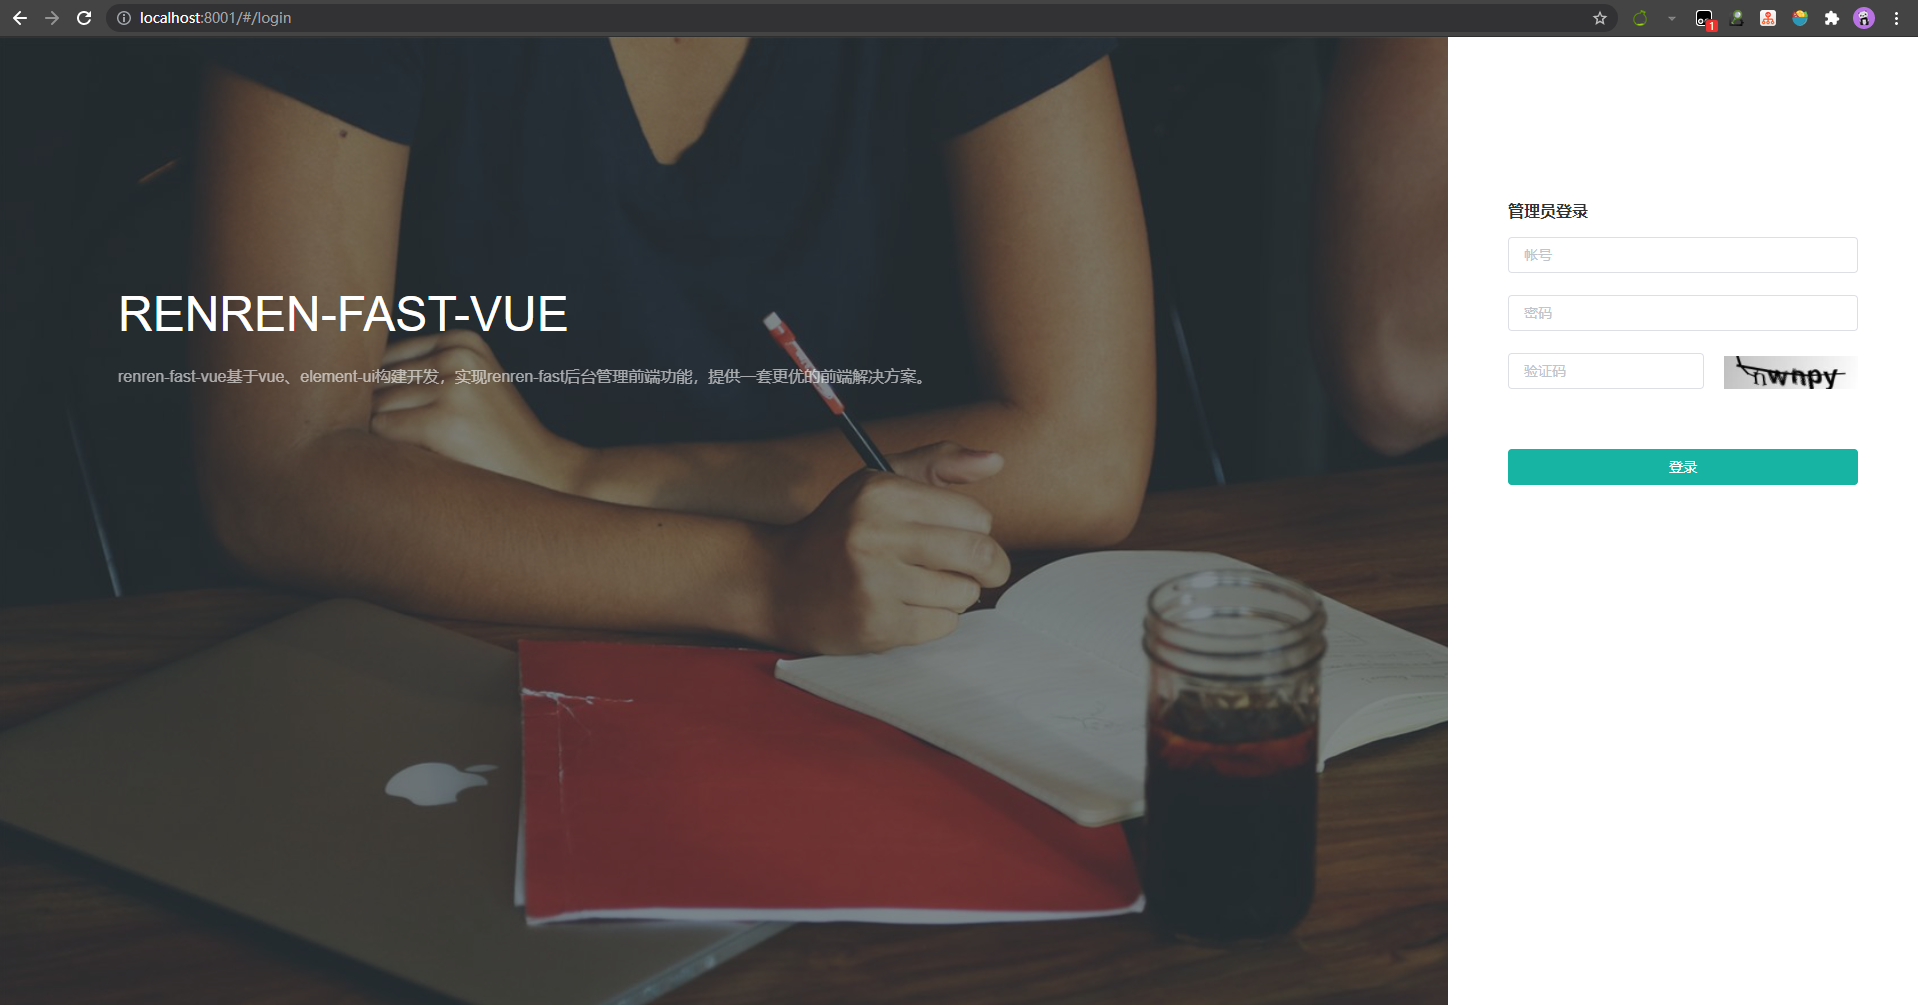 localhost:8001/#/login
1
RENREN-FAST-VUE
renren-fast-vue基于vue、element-ui构建开发，实现renren-fast后台管理前端功能，提供一套更优的前端解决方案。
管理员登录
帐号
密码
验证码
nwnpy
登录